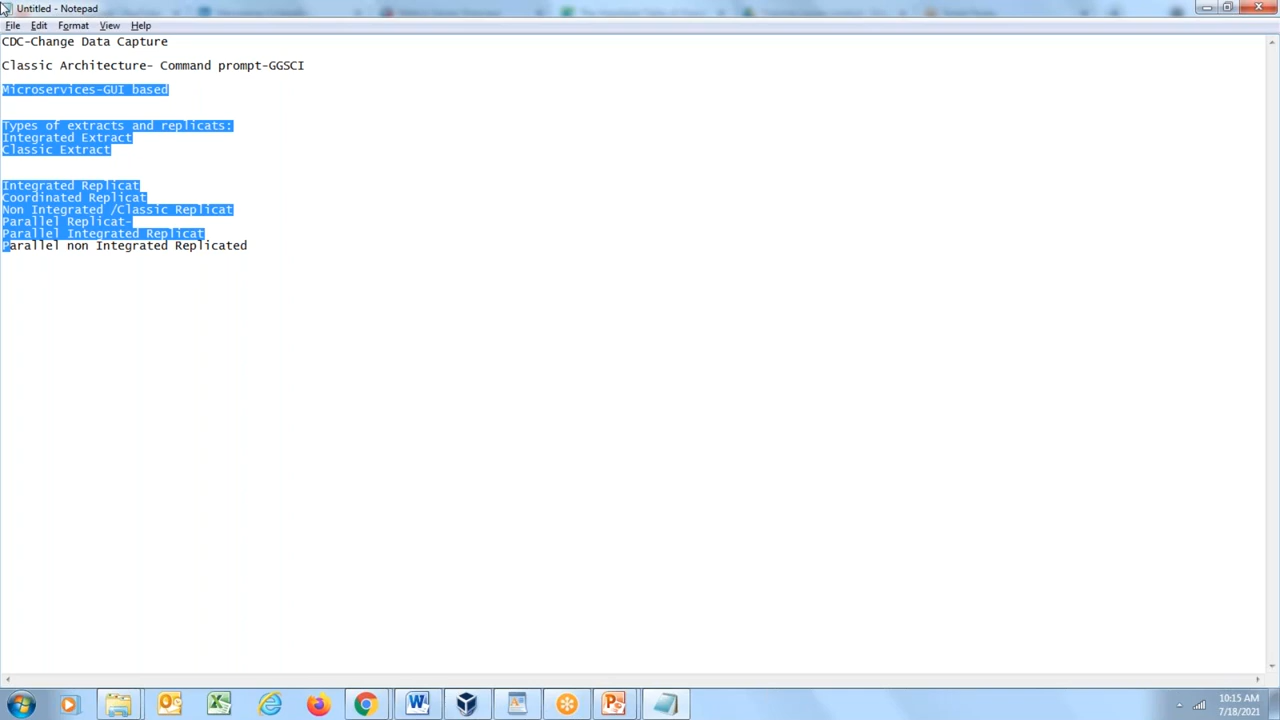 Untitled - Notepad
File Edit Format View Help
CDC-Change Data Capture
Classic Architecture- Command prompt-GGSCI
Microservices-GUI based
Types of extracts and replicats:
Integrated Extract
Classic Extract
Integrated Replicat
Coordinated Replicat
Non Integrated /Classic Replicat
Parallel Replicat-
Parallel Integrated Replicat
Parallel non Integrated Replicated
10:15 AM
7/18/2021